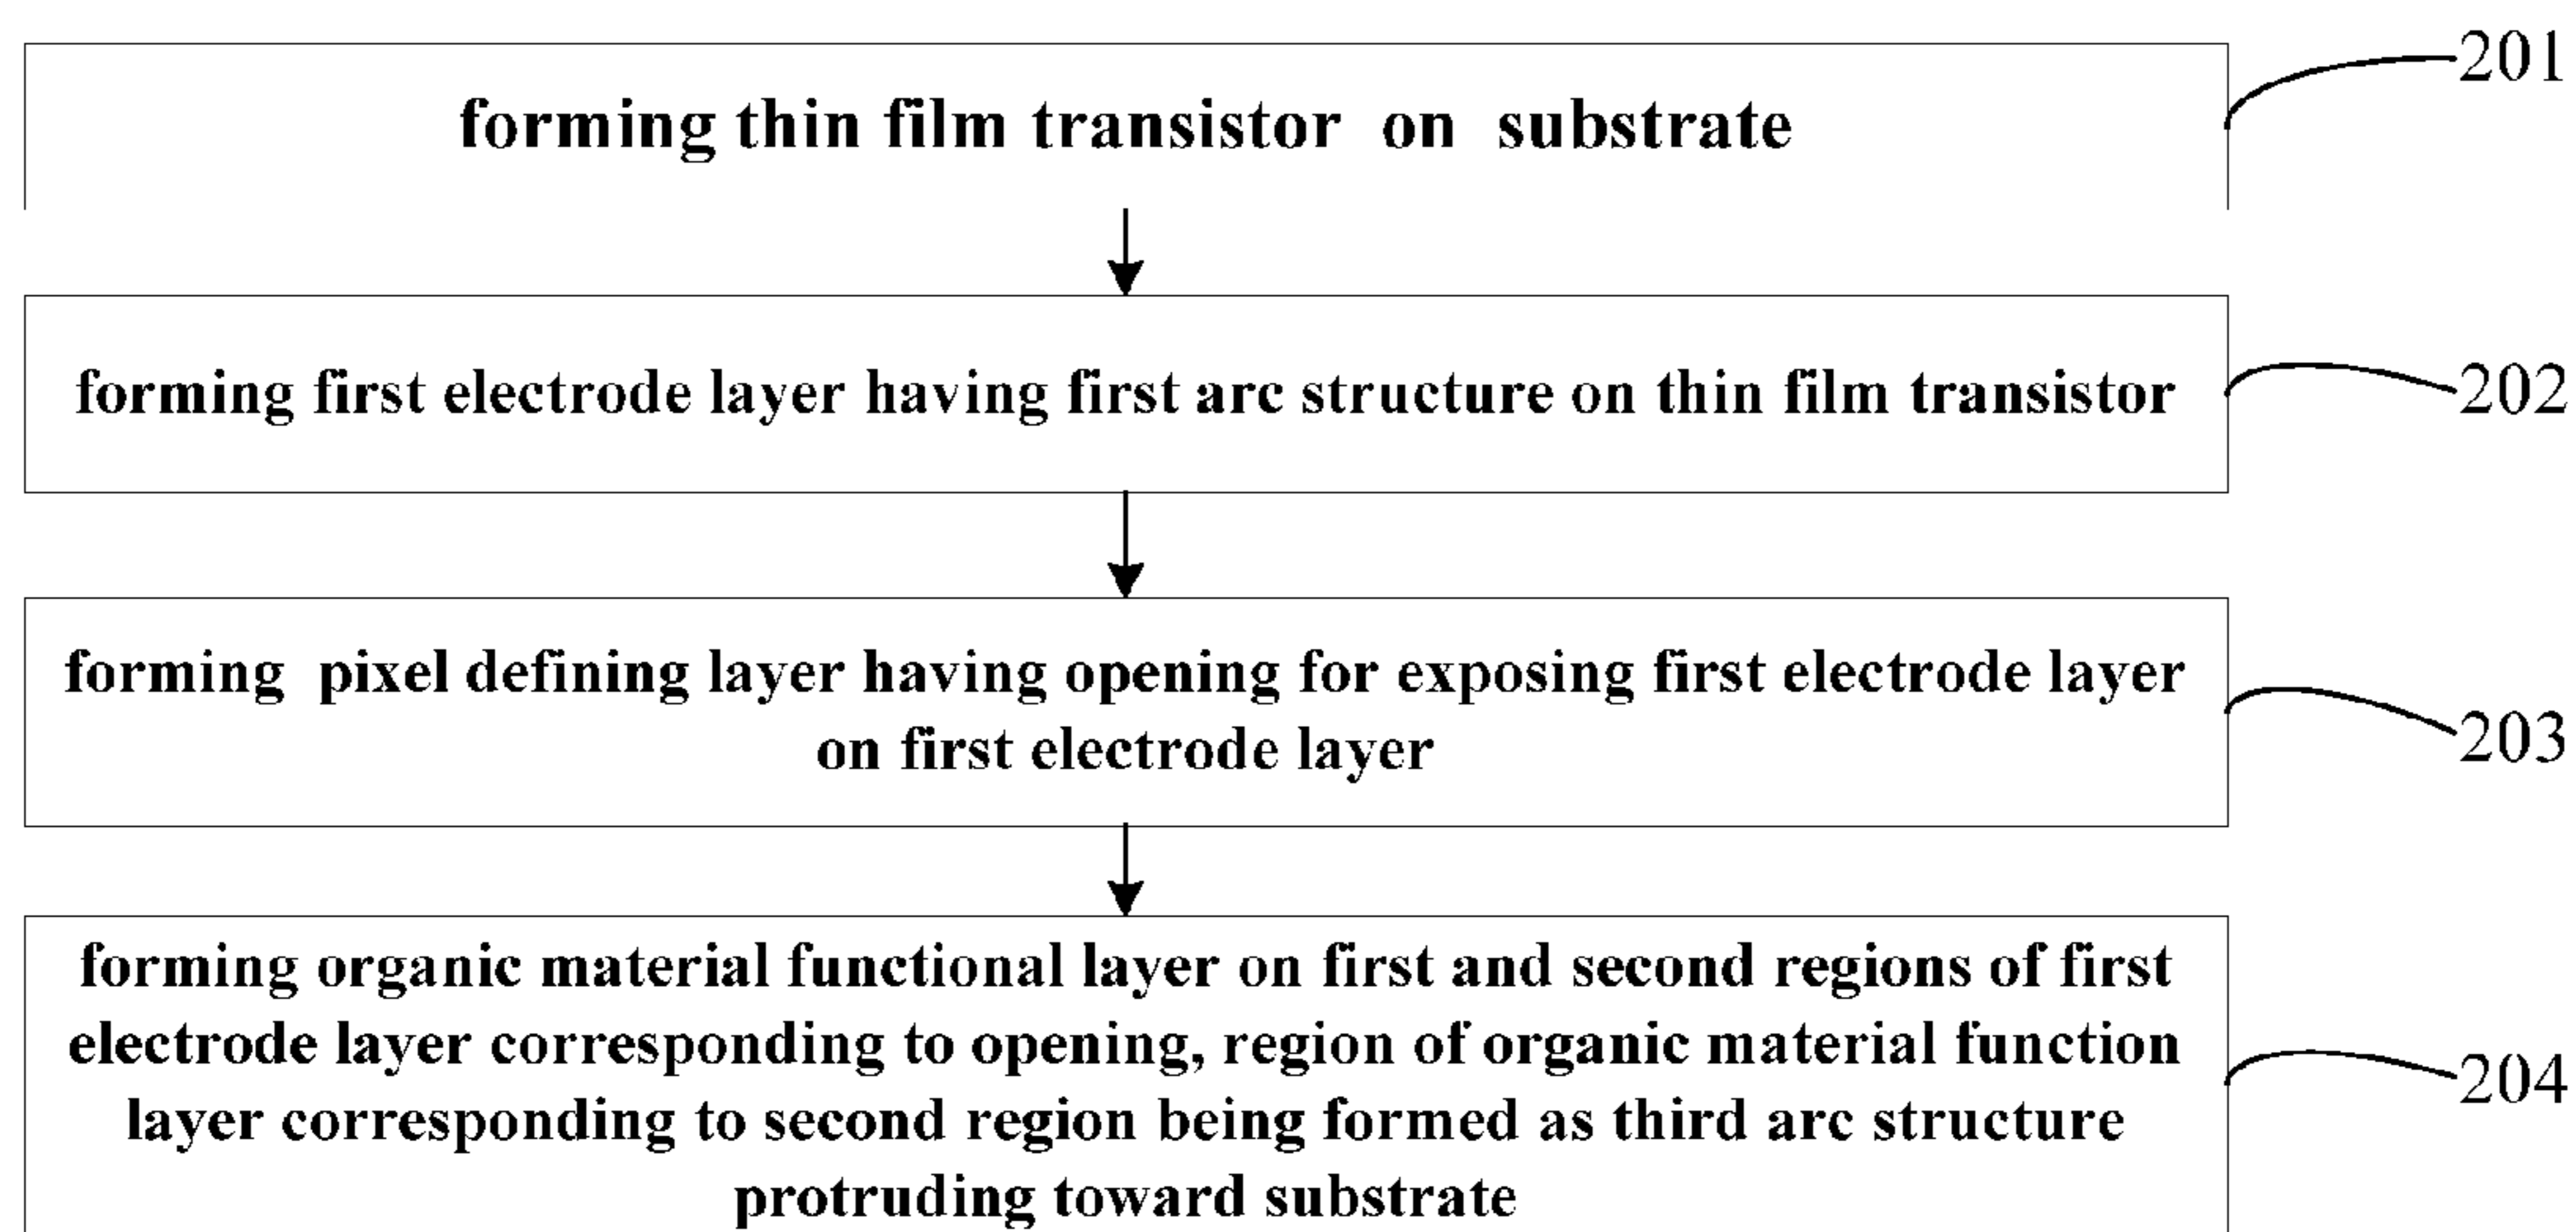 forming thin film transistor on substrate
201
forming first electrode layer having first arc structure on thin film transistor
202
forming pixel defining layer having opening for exposing first electrode layer
on first electrode layer
203
forming organic material functional layer on first and second regions of first
electrode layer corresponding to opening, region of organic material function
layer corresponding to second region being formed as third arc structure
protruding toward substrate
204